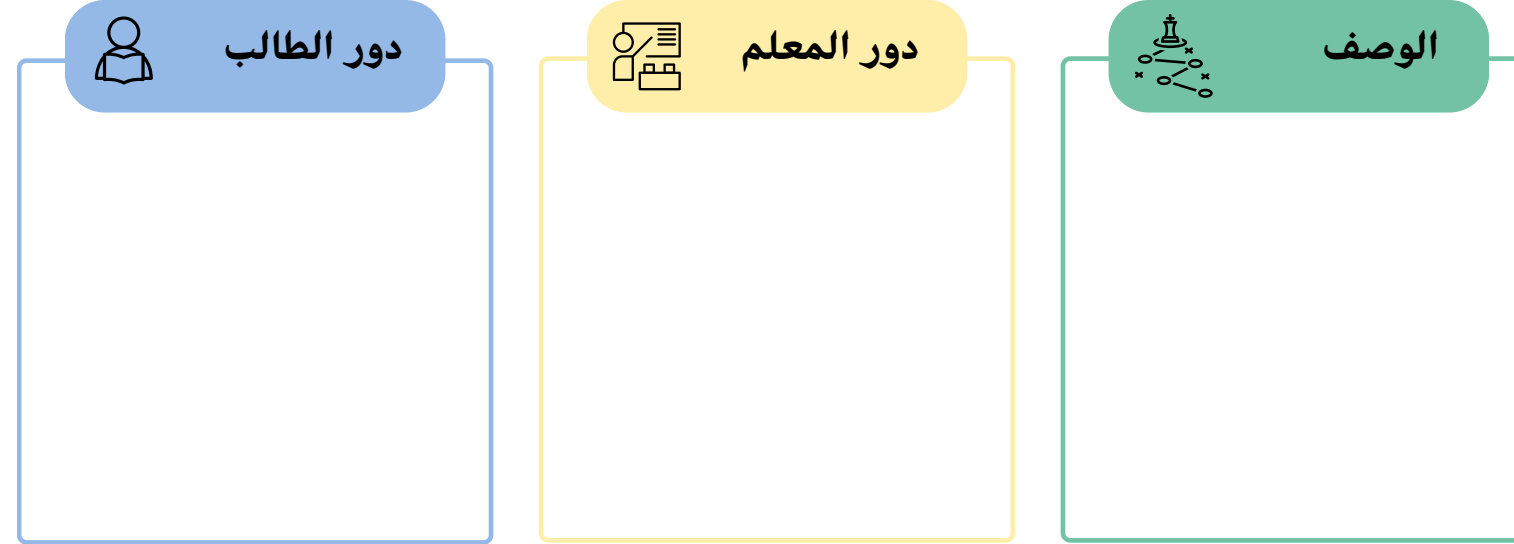 الوصف
دور المعلم
دور الطالب